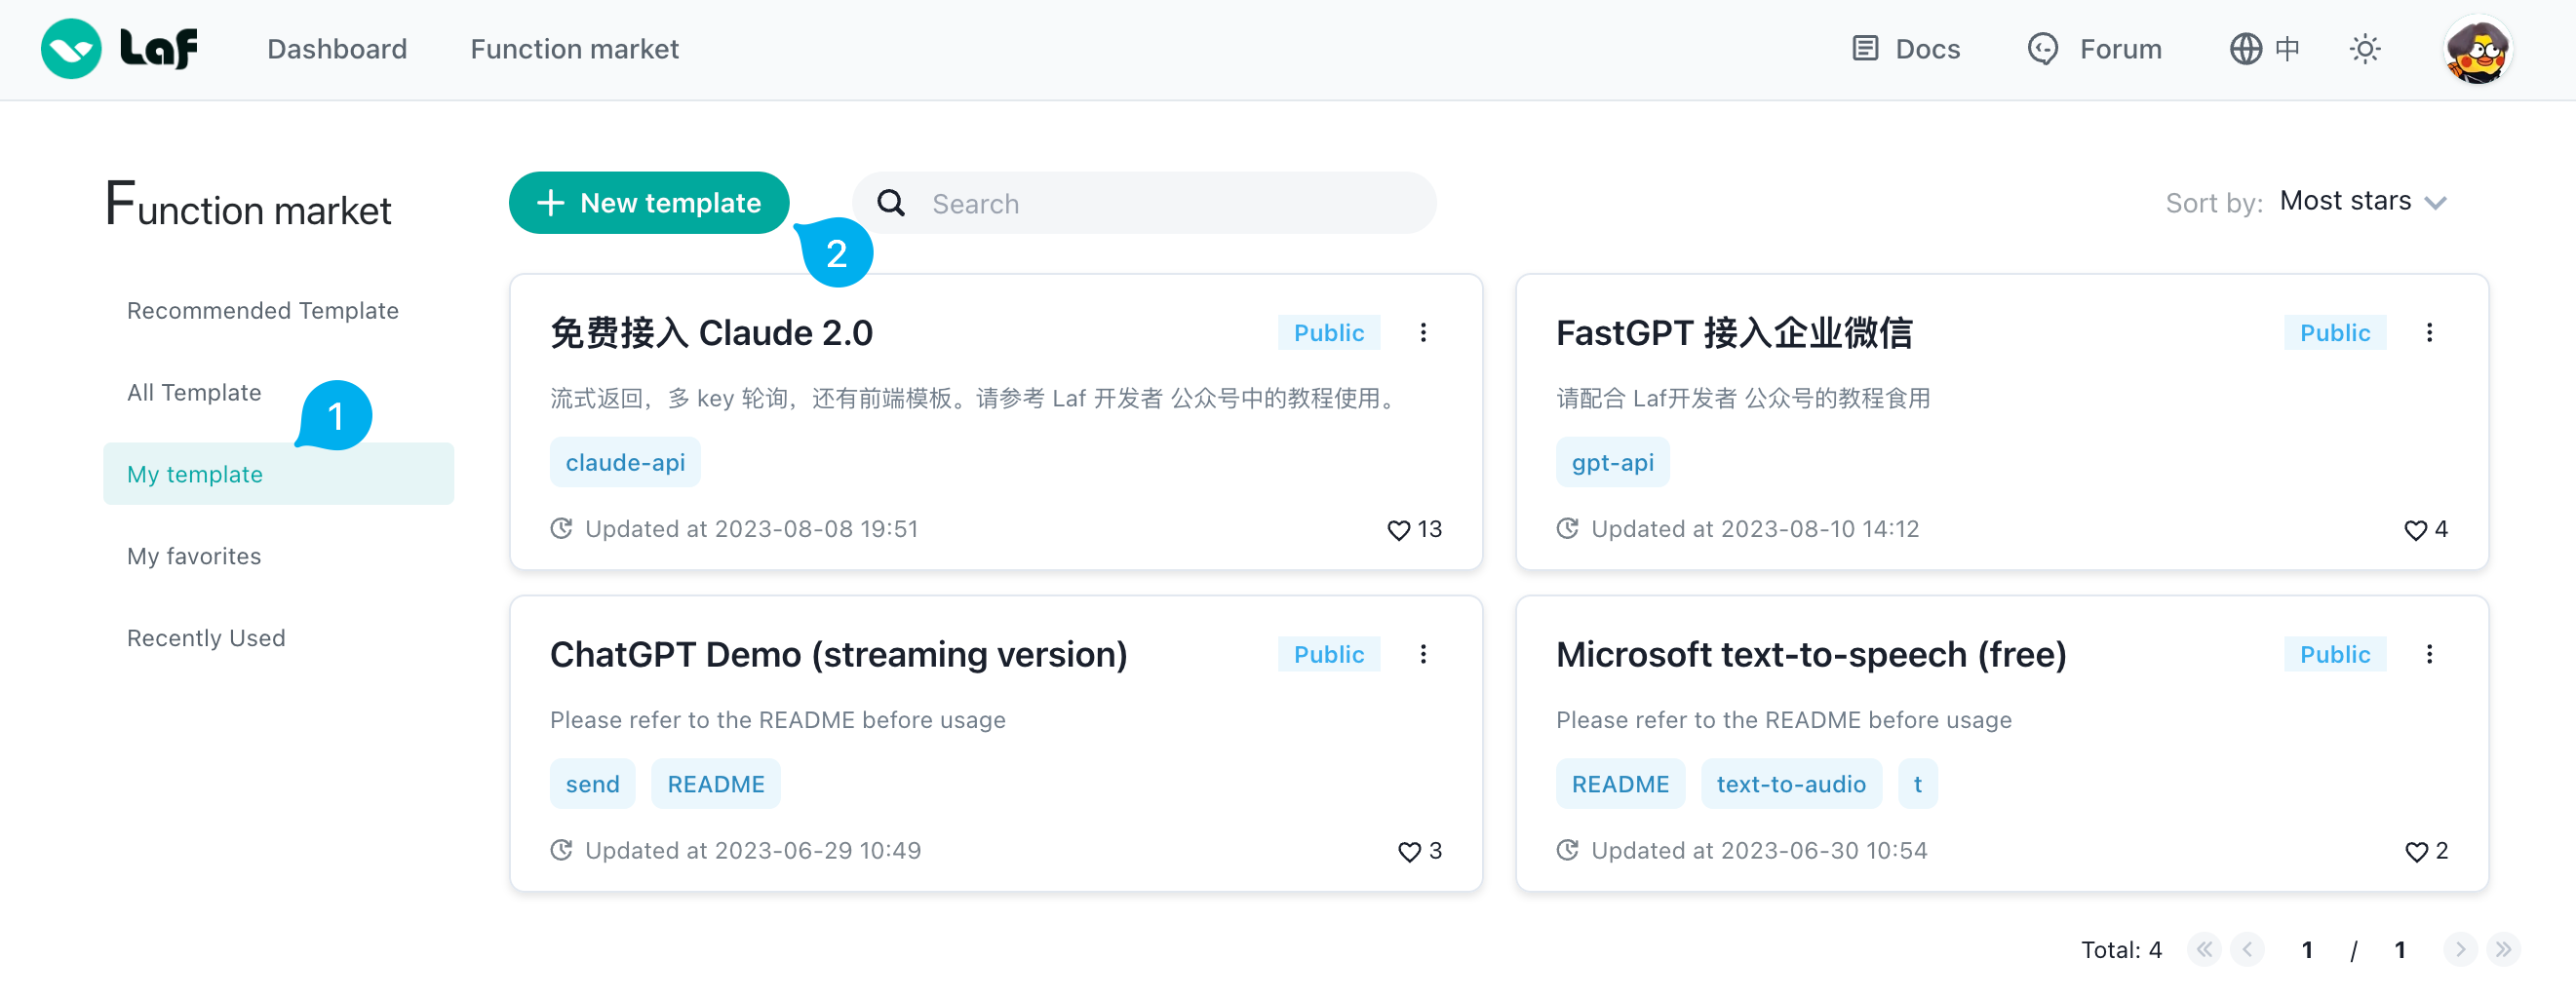 Laf
Dashboard
Function market
Docs
Forum
中
Function market
Recommended Template
All Template
1
My template
My favorites
Recently Used
New template
2
Search
Sort by: Most stars
免费接入 Claude 2.0
Public
流式返回，多 key 轮询，还有前端模板。请参考 Laf 开发者 公众号中的教程使用。
claude-api
Updated at 2023-08-08 19:51
13
FastGPT 接入企业微信
Public
请配合 Laf开发者 公众号的教程食用
gpt-api
Updated at 2023-08-10 14:12
4
ChatGPT Demo (streaming version)
Public
Please refer to the README before usage
send README
Updated at 2023-06-29 10:49
3
Microsoft text-to-speech (free)
Public
Please refer to the README before usage
README text-to-audio t
Updated at 2023-06-30 10:54
2
Total: 4
1 / 1